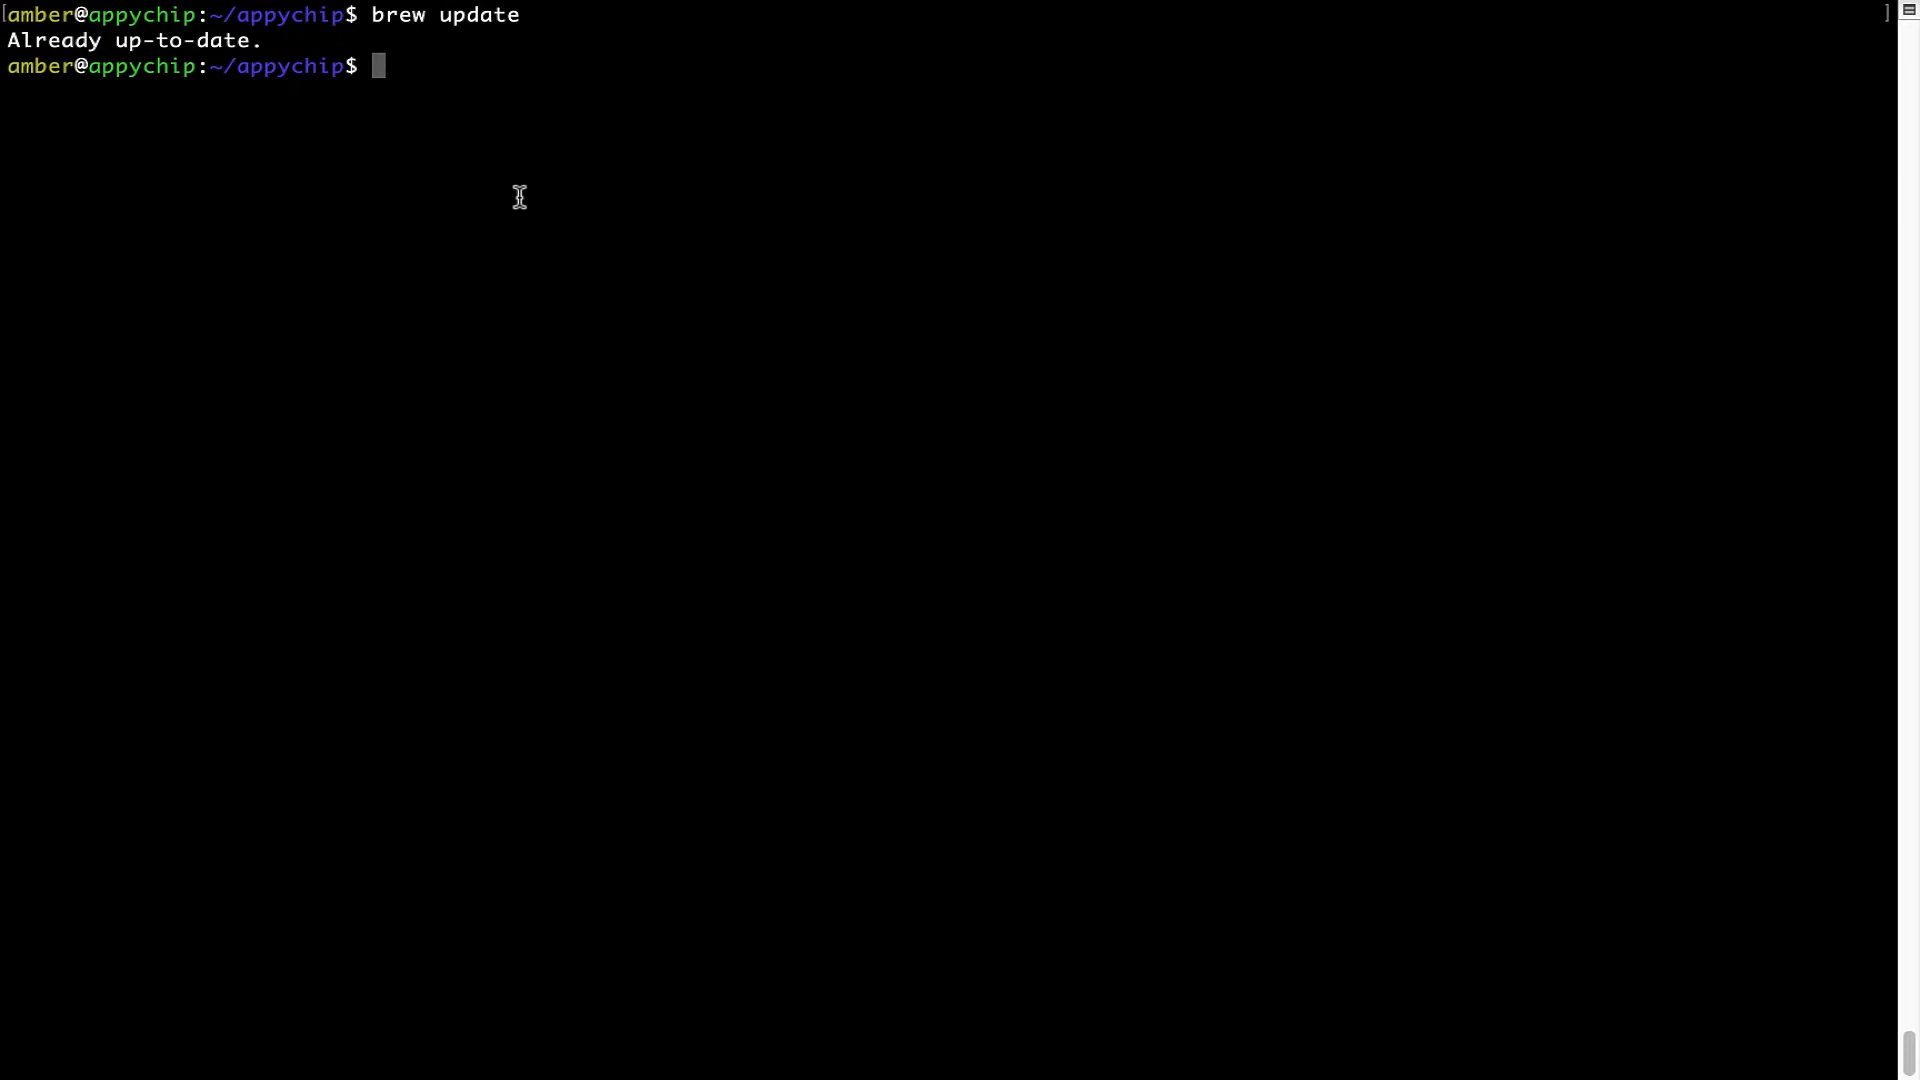 [amber@appychip:~/appychip$ brew update ]
Already up-to-date.
amber@appychip:~/appychip$